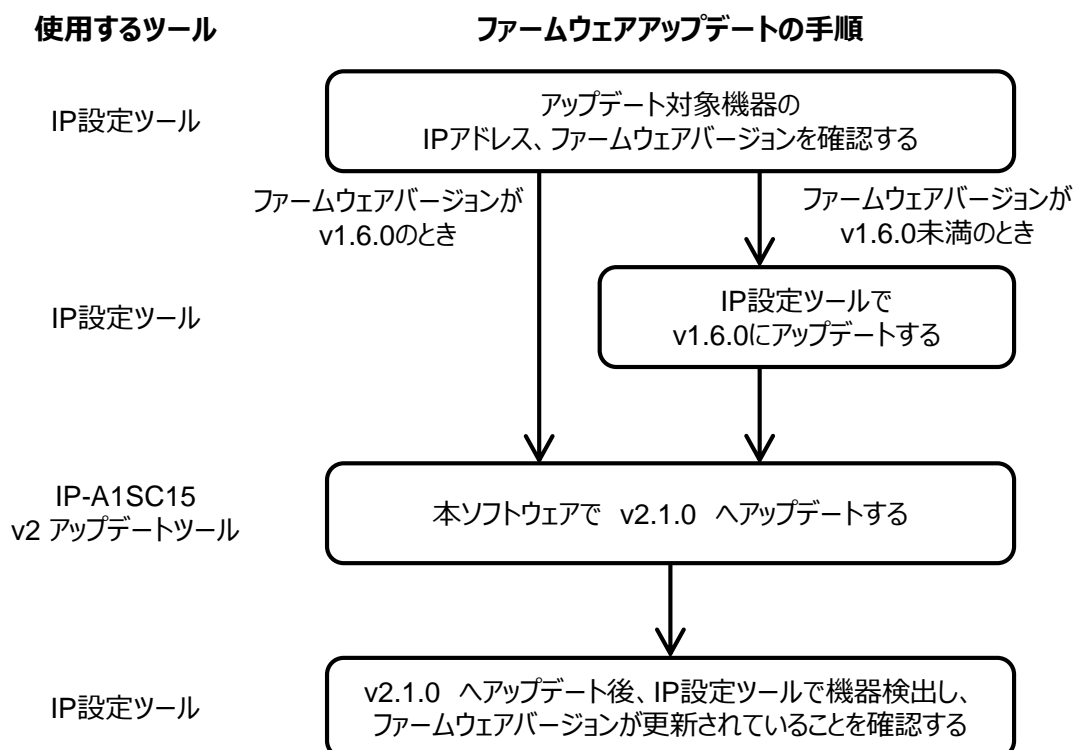 使用するツール
ファームウェアアップデートの手順
IP設定ツール
アップデート対象機器の
IPアドレス、ファームウェアバージョンを確認する
ファームウェアバージョンが
v1.6.0のとき
ファームウェアバージョンが
v1.6.0未満のとき
IP設定ツール
IP設定ツールで
v1.6.0にアップデートする
IP-A1SC15
v2 アップデートツール
本ソフトウェアで v2.1.0 へアップデートする
IP設定ツール
v2.1.0 へアップデート後、IP設定ツールで機器検出し、
ファームウェアバージョンが更新されていることを確認する